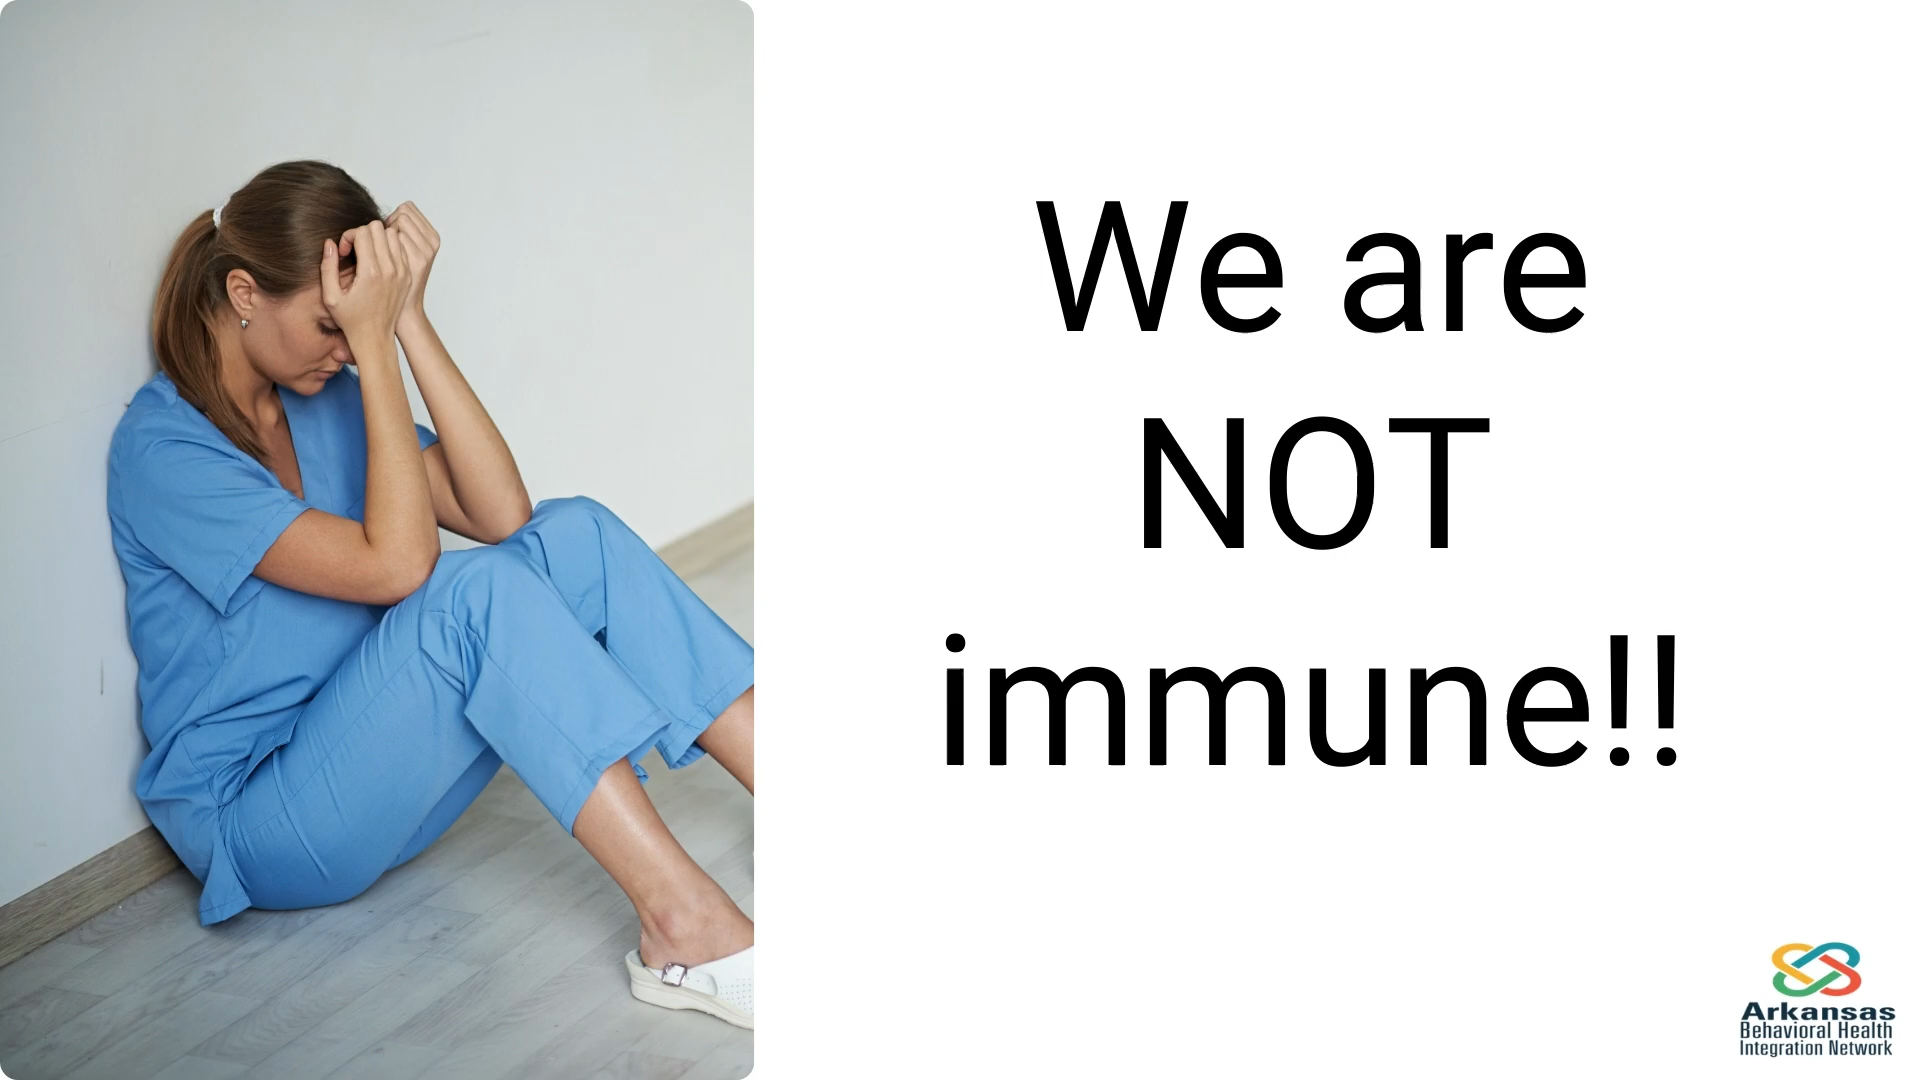 We are
NOT
immune!!
Arkansas
Behavioral Health
Integration Network